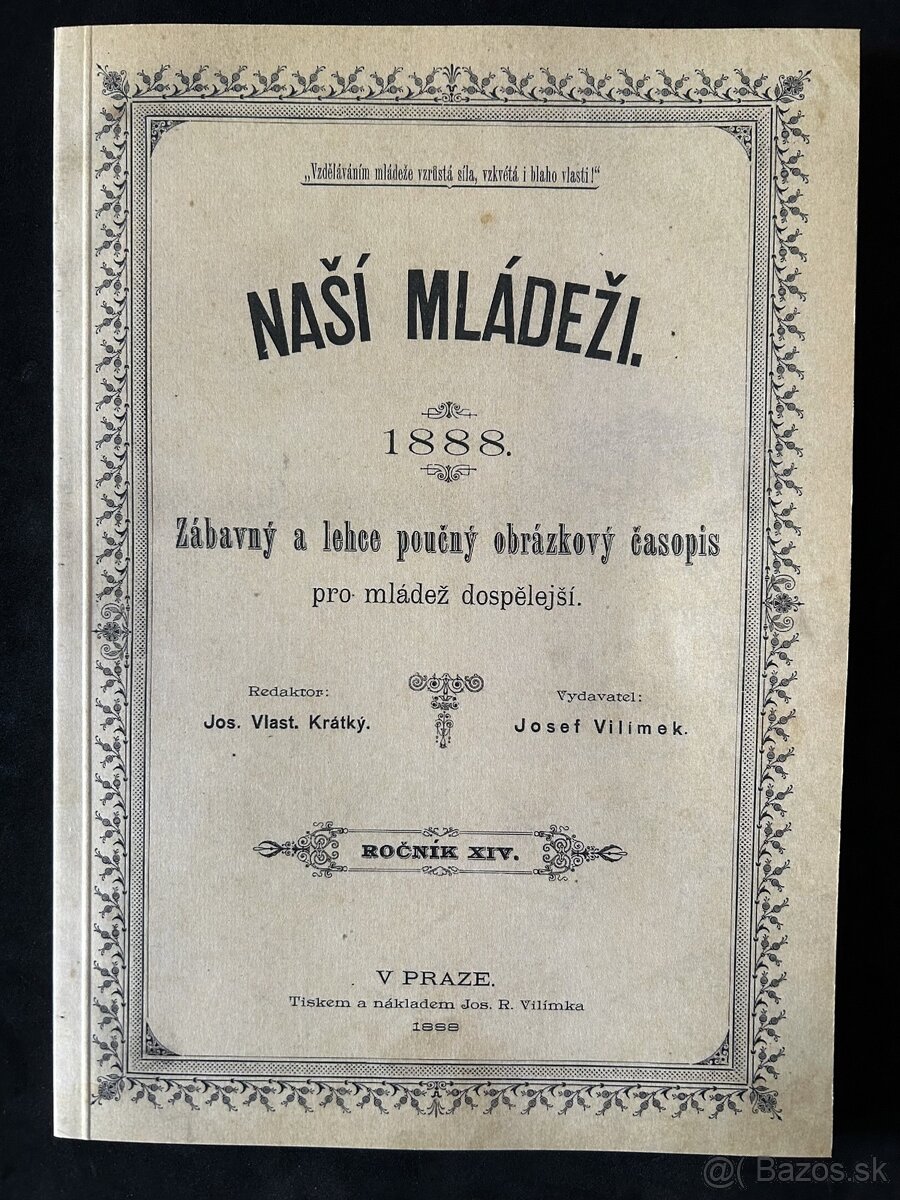 „Vzděláváním mládeže vzrůstá síla, vzkvétá i blaho vlasti!“
NAŠÍ MLÁDEŽI.
1888.
Zábavný a lehce poučný obrázkový časopis
pro mládež dospělejší.
Redaktor:
Jos. Vlast. Krátký.
Vydavatel:
Josef Vilímek.
ROČNÍK XIV.
V PRAZE.
Tiskem a nákladem Jos. R. Vilímka
1888
@( Bazos.sk